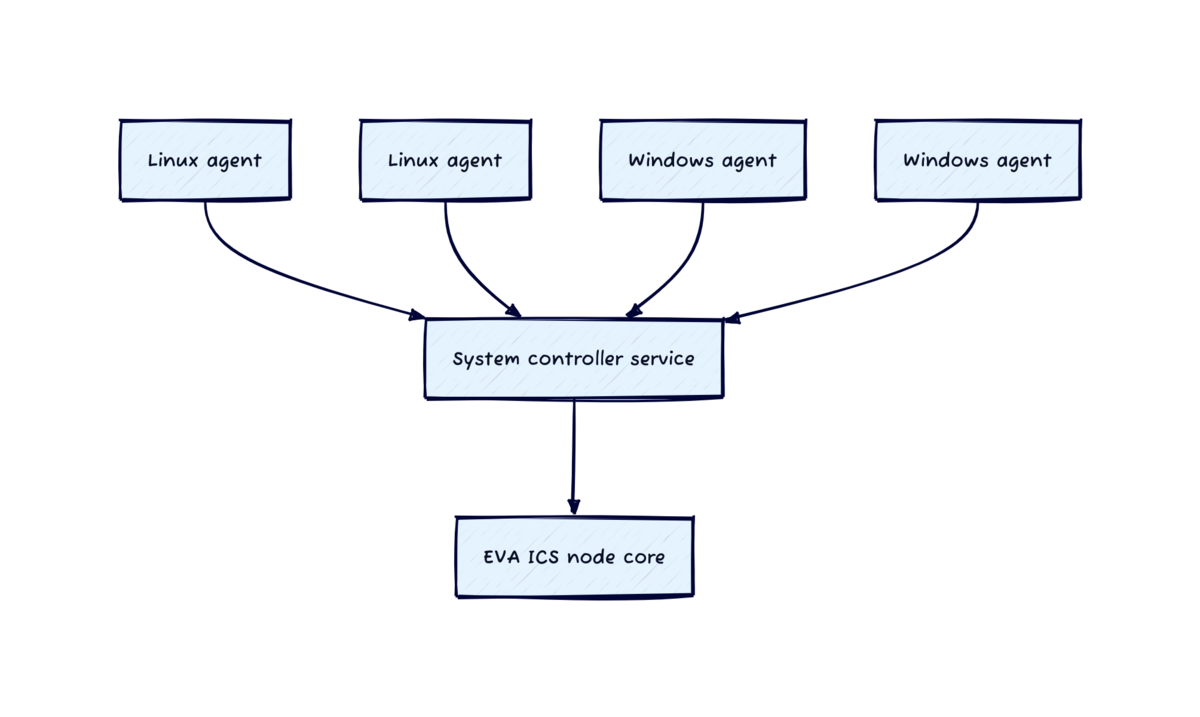 Linux agent
Linux agent
Windows agent
Windows agent
System controller service
EVA ICS node core